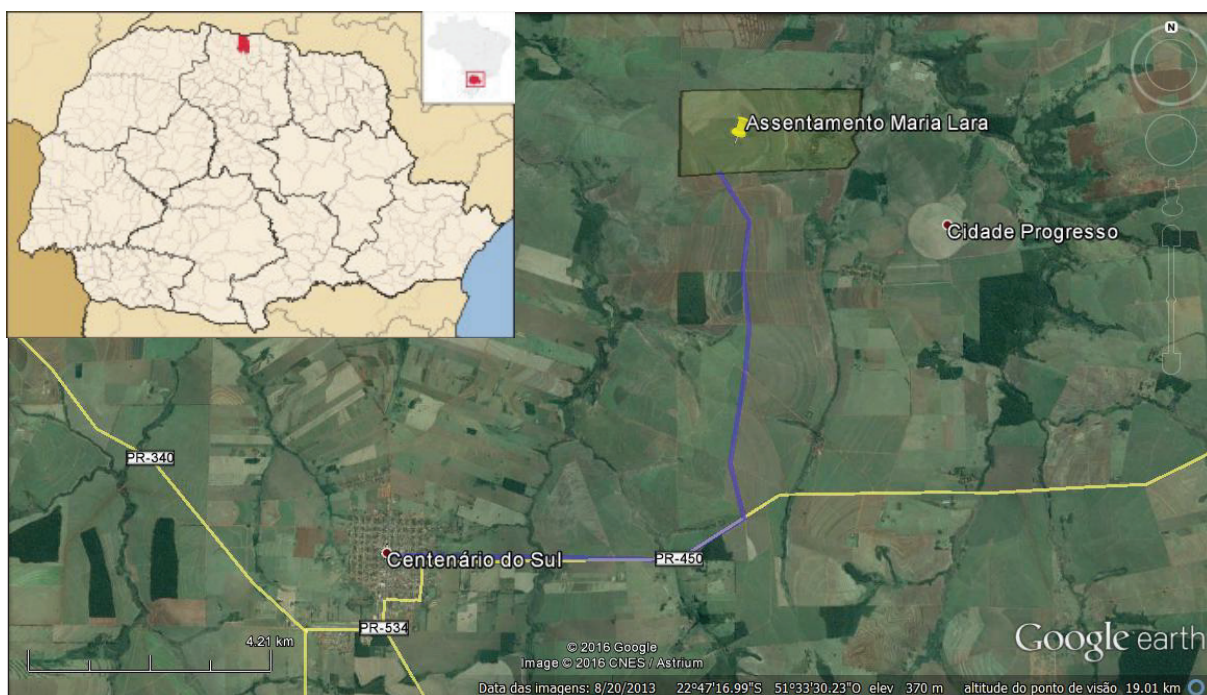 N
Assentamento Maria Lara
Cidade Progresso
PR-340
Centenário do Sul
PR-450
PR-534
4.21 km
© 2016 Google
Image © 2016 CNES / Astrium
Google earth
Data das imagens: 8/20/2013 22°47'16.99"S 51°33'30.23"O elev 370 m altitude do ponto de visão 19.01 km